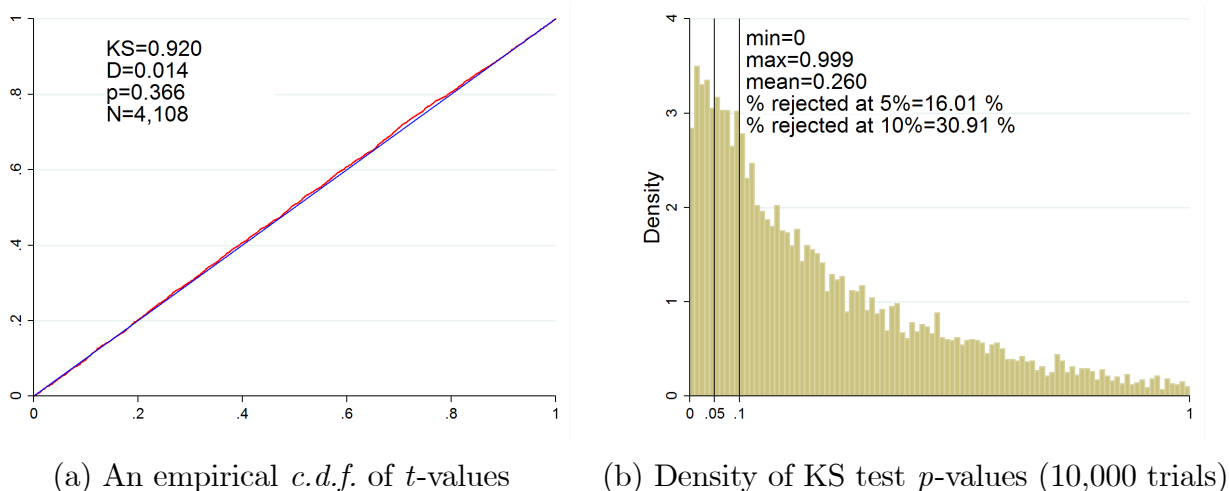 1
.8
.6
.4
.2
0
KS=0.920
D=0.014
p=0.366
N=4,108
0 .2 .4 .6 .8 1
(a) An empirical c.d.f. of t-values
4
3
2
1
0
Density
min=0
max=0.999
mean=0.260
% rejected at 5%=16.01 %
% rejected at 10%=30.91 %
0 .05 .1 1
(b) Density of KS test p-values (10,000 trials)